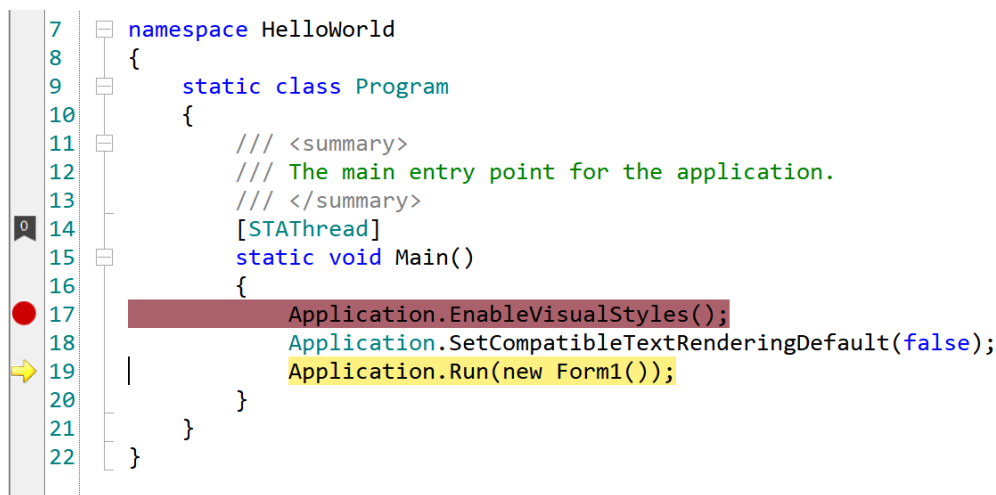 7 namespace HelloWorld
8 {
9 static class Program
10 {
11 /// <summary>
12 /// The main entry point for the application.
13 /// </summary>
0 14 [STAThread]
15 static void Main()
16 {
17 Application.EnableVisualStyles();
18 Application.SetCompatibleTextRenderingDefault(false);
19 Application.Run(new Form1());
20 }
21 }
22 }